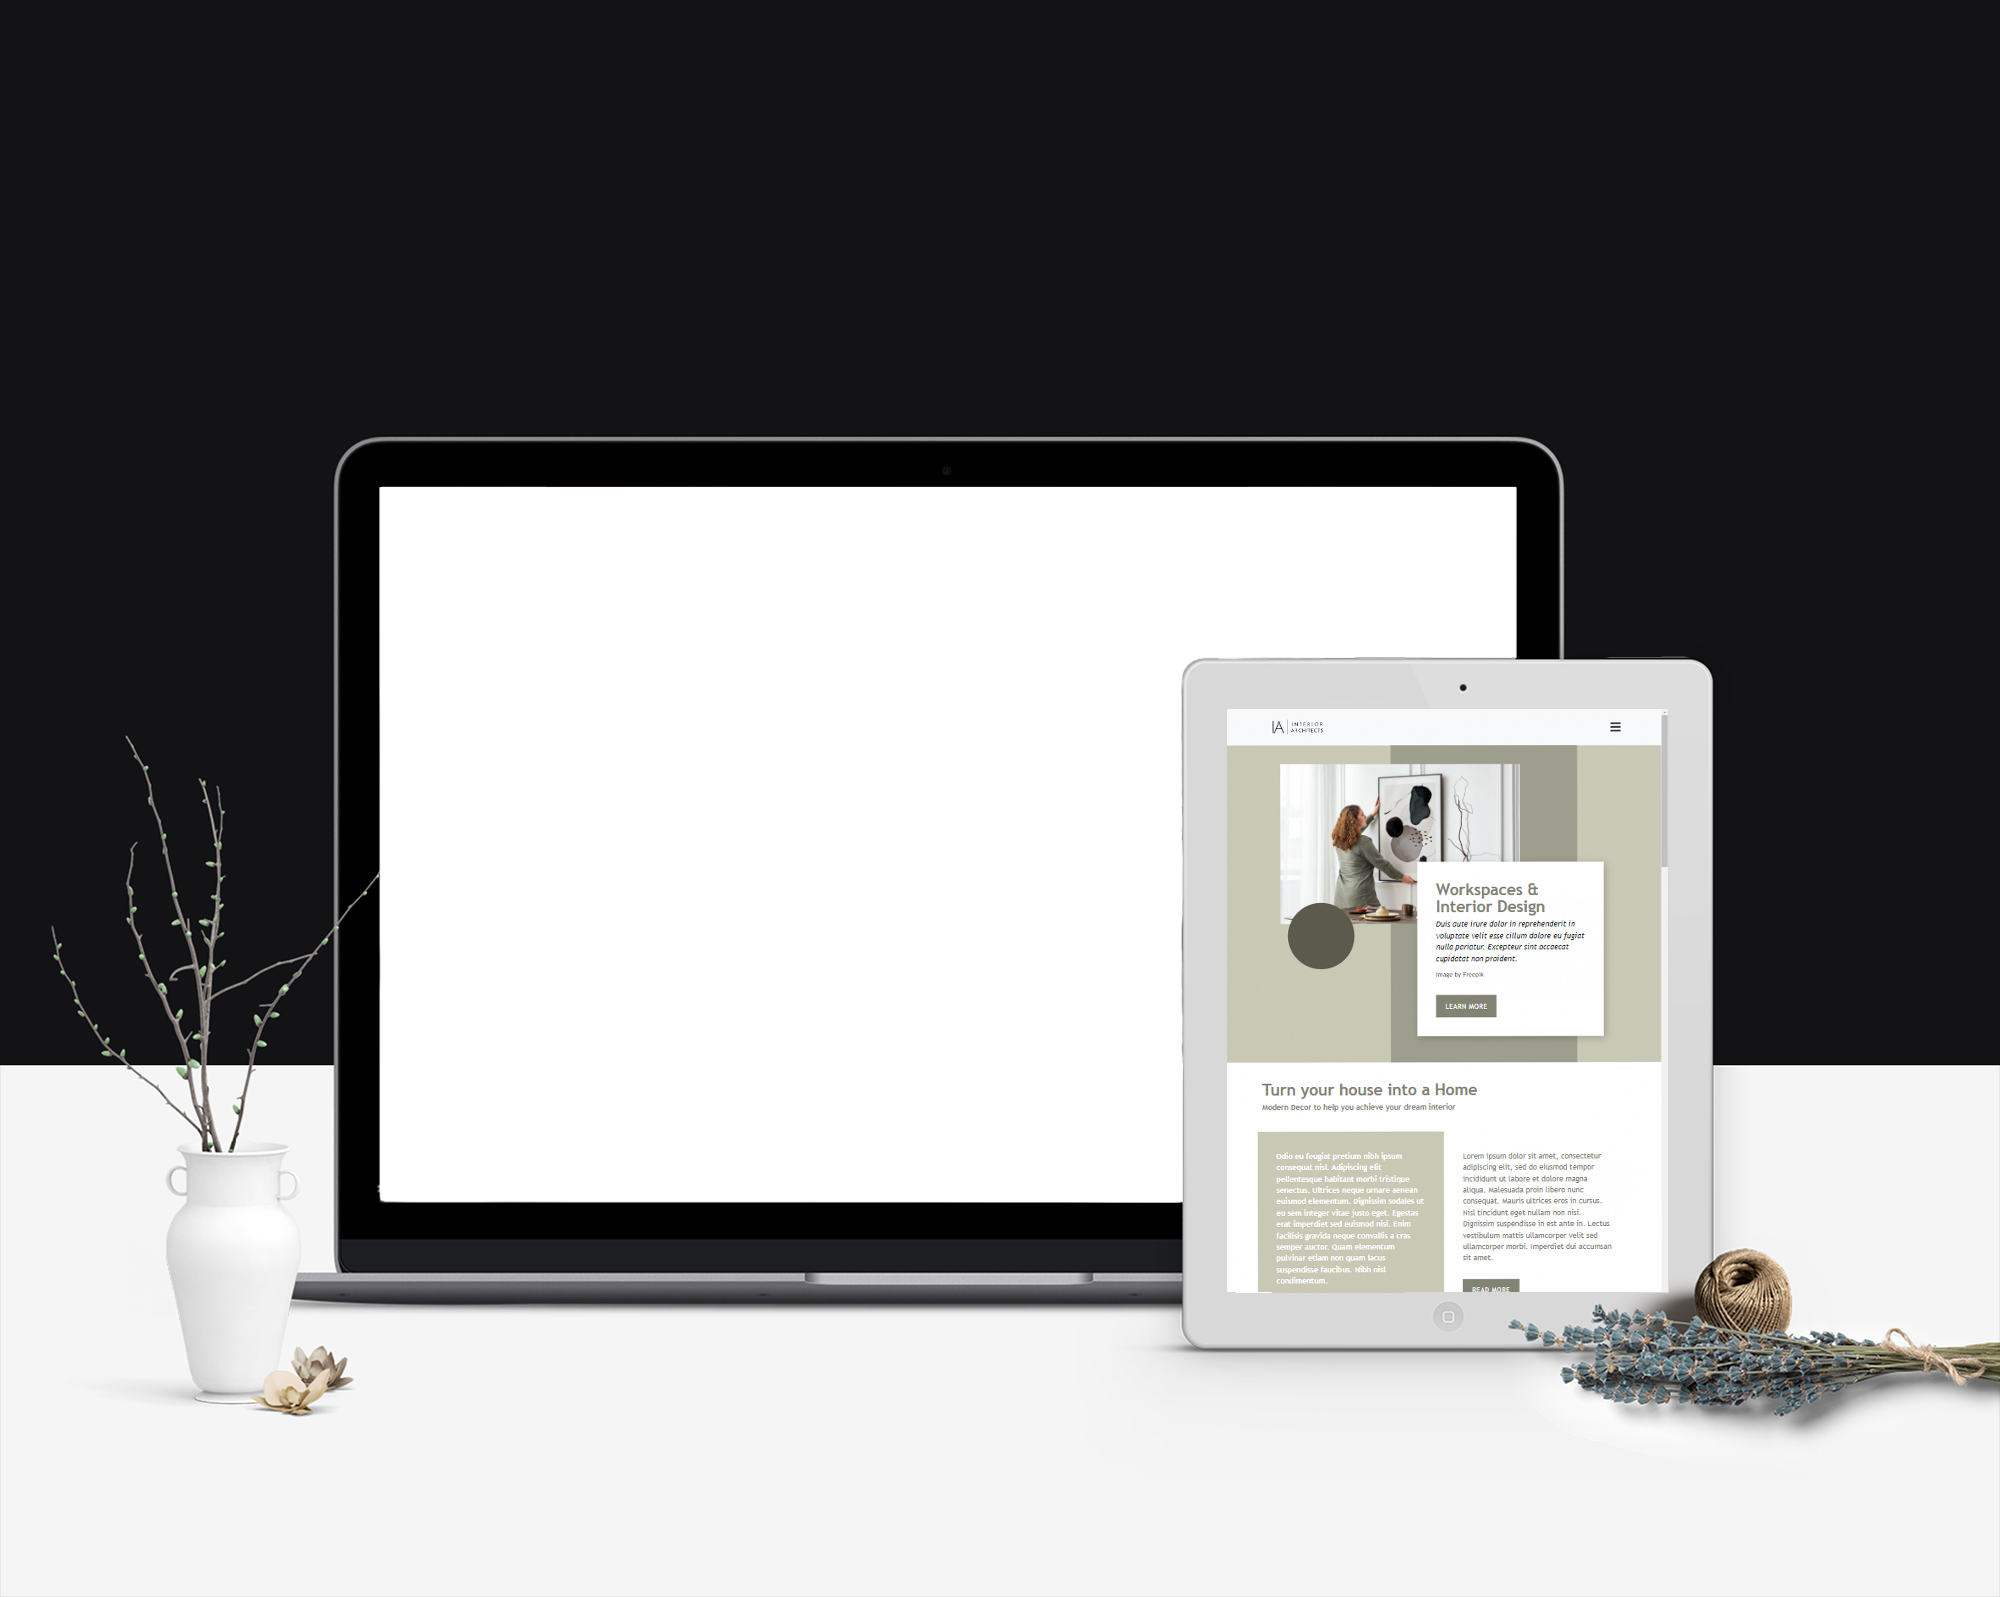 IA INTERIOR
ARCHITECTS
Workspaces &
Interior Design
Duis aute irure dolor in reprehenderit in
voluptate velit esse cillum dolore eu fugiat
nulla pariatur. Excepteur sint occaecat
cupidatat non proident.
Image by Freepik
LEARN MORE
Turn your house into a Home
Modern Decor to help you achieve your dream interior
Odio eu feugiat pretium nibh ipsum
consequat nisl. Adipiscing elit
pellentesque habitant morbi tristique
senectus. Ultrices neque ornare aenean
euismod elementum. Dignissim sodales ut
eu sem integer vitae justo eget. Egestas
erat imperdiet sed euismod nisi. Enim
facilisis gravida neque convallis a cras
semper auctor. Quam elementum
pulvinar etiam non quam lacus
suspendisse faucibus. Nibh nisl
condimentum.
Lorem ipsum dolor sit amet, consectetur
adipiscing elit, sed do eiusmod tempor
incididunt ut labore et dolore magna
aliqua. Malesuada proin libero nunc
consequat. Mauris ultrices eros in cursus.
Nisl tincidunt eget nullam non nisi.
Dignissim suspendisse in est ante in. Lectus
vestibulum mattis ullamcorper velit sed
ullamcorper morbi. Imperdiet dui accumsan
sit amet.
READ MORE